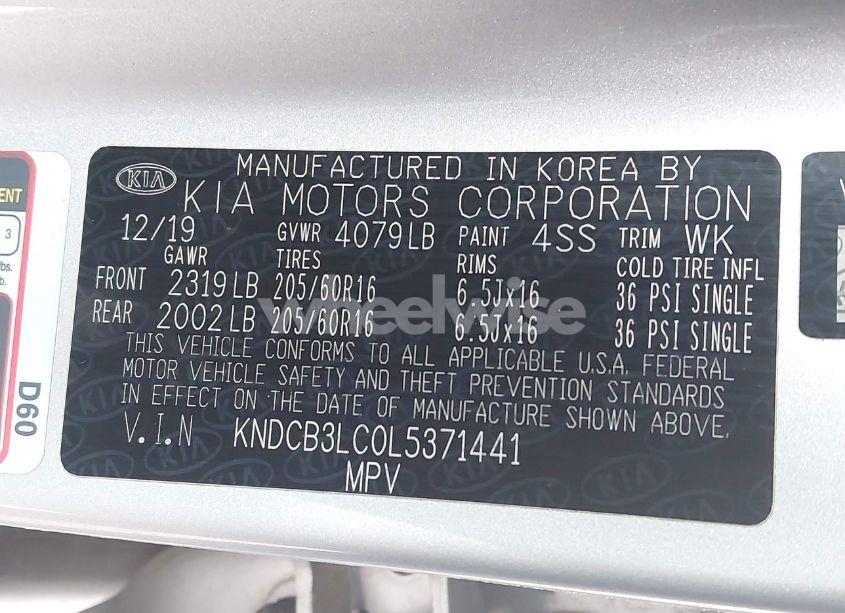 MANUFACTURED IN KOREA BY
KIA
KIA MOTORS CORPORATION
12/19 GVWR 4079LB PAINT 4SS TRIM WK
GAWR TIRES RIMS COLD TIRE INFL
FRONT 2319LB 205/60R16 6.5Jx16 36 PSI SINGLE
REAR 2002LB 205/60R16 6.5Jx16 36 PSI SINGLE
THIS VEHICLE CONFORMS TO ALL APPLICABLE U.S.A. FEDERAL
MOTOR VEHICLE SAFETY AND THEFT PREVENTION STANDARDS
IN EFFECT ON THE DATE OF MANUFACTURE SHOWN ABOVE.
V.I.N KNDCB3LC0L5371441
MPV
wheelwise
3
D60